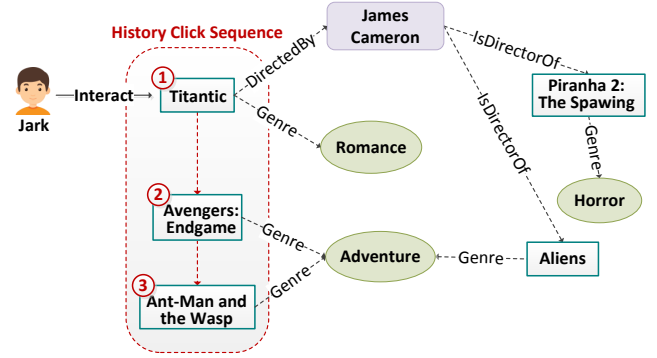 History Click Sequence
James
Cameron
DirectedBy
IsDirectorOf
1
Titantic
Interact
Jark
Genre
Piranha 2:
The Spawing
IsDirectorOf
Romance
Genre
Horror
2
Avengers:
Endgame
Genre
Adventure
Genre
Aliens
Genre
3
Ant-Man and
the Wasp